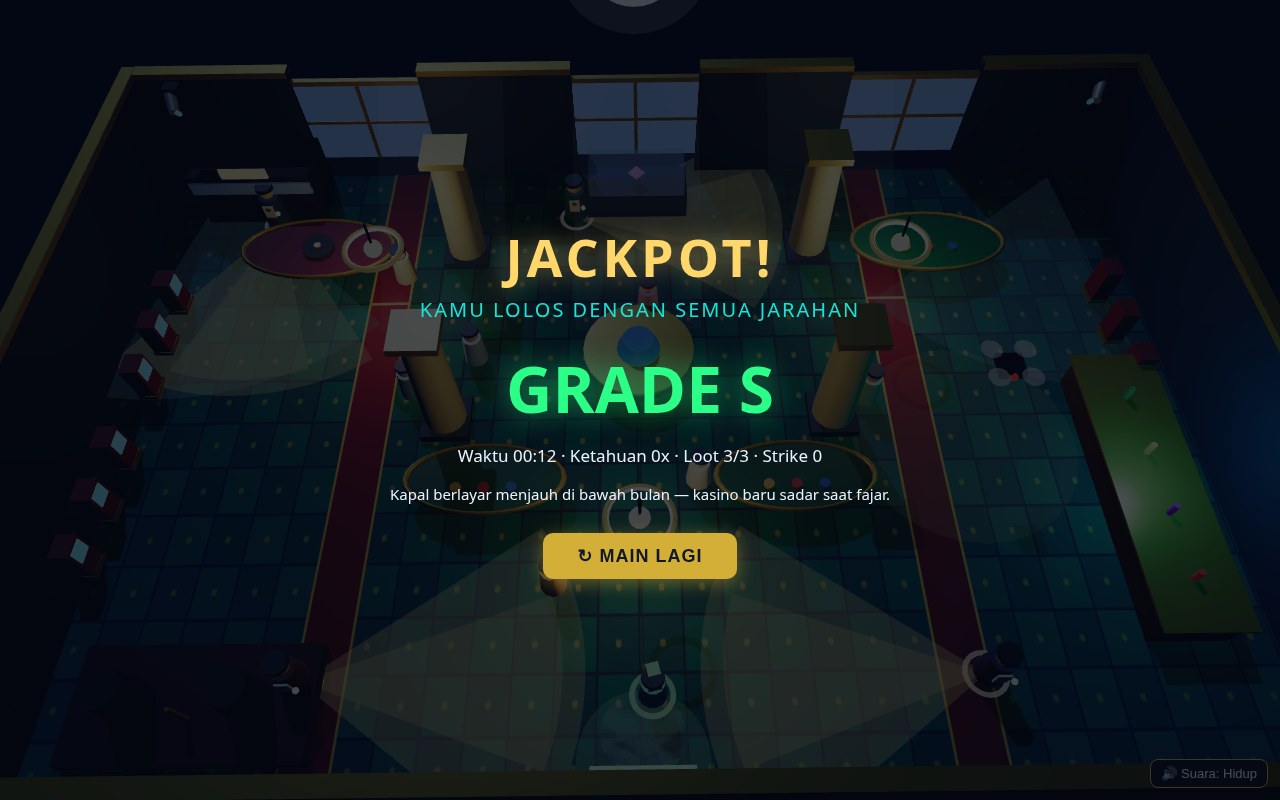 JACKPOT!
KAMU LOLOS DENGAN SEMUA JARAHAN
GRADE S
Waktu 00:12 · Ketahuan 0x · Loot 3/3 · Strike 0
Kapal berlayar menjauh di bawah bulan — kasino baru sadar saat fajar.
↻ MAIN LAGI
🔊 Suara: Hidup